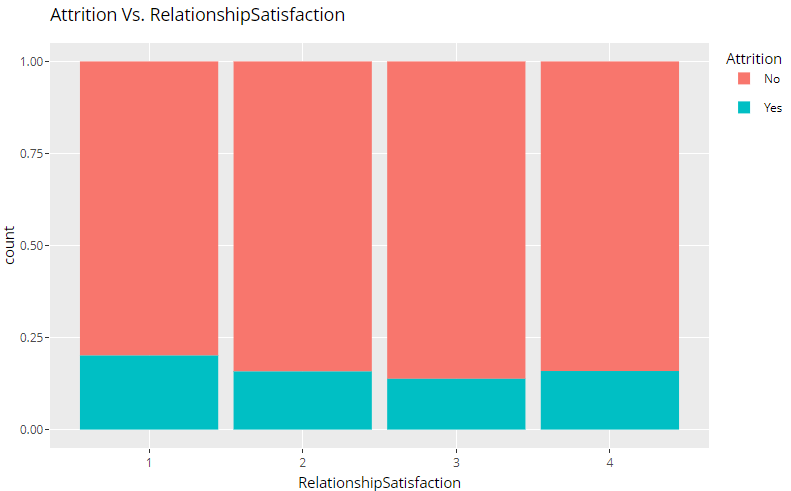 Attrition Vs. RelationshipSatisfaction
Attrition
No
Yes
1.00
0.75
0.50
0.25
0.00
count
1 2 3 4
RelationshipSatisfaction